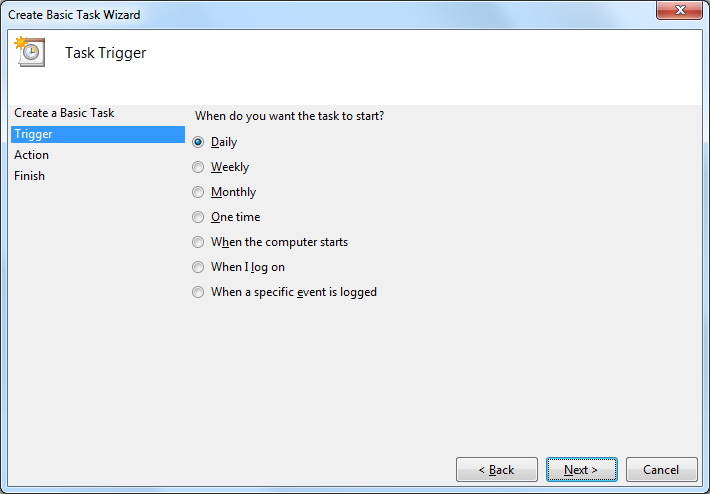 Create Basic Task Wizard
Task Trigger
Create a Basic Task
Trigger
Action
Finish
When do you want the task to start?
Daily
Weekly
Monthly
One time
When the computer starts
When I log on
When a specific event is logged
< Back
Next >
Cancel